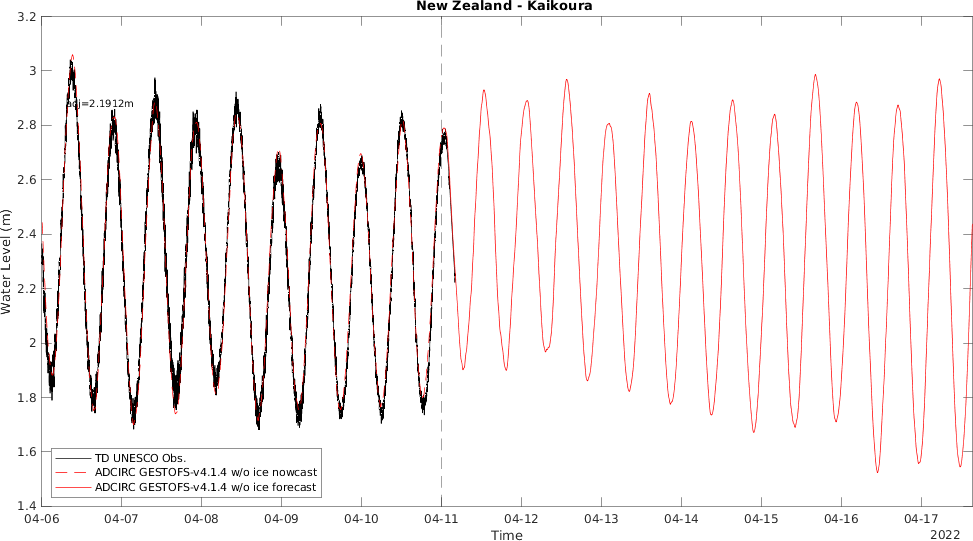 New Zealand - Kaikoura
3.2
3
2.8
2.6
2.4
2.2
2
1.8
1.6
1.4
Water Level (m)
adj=2.1912m
TD UNESCO Obs.
ADCIRC GESTOFS-v4.1.4 w/o ice nowcast
ADCIRC GESTOFS-v4.1.4 w/o ice forecast
04-06 04-07 04-08 04-09 04-10 04-11 04-12 04-13 04-14 04-15 04-16 04-17
Time
2022